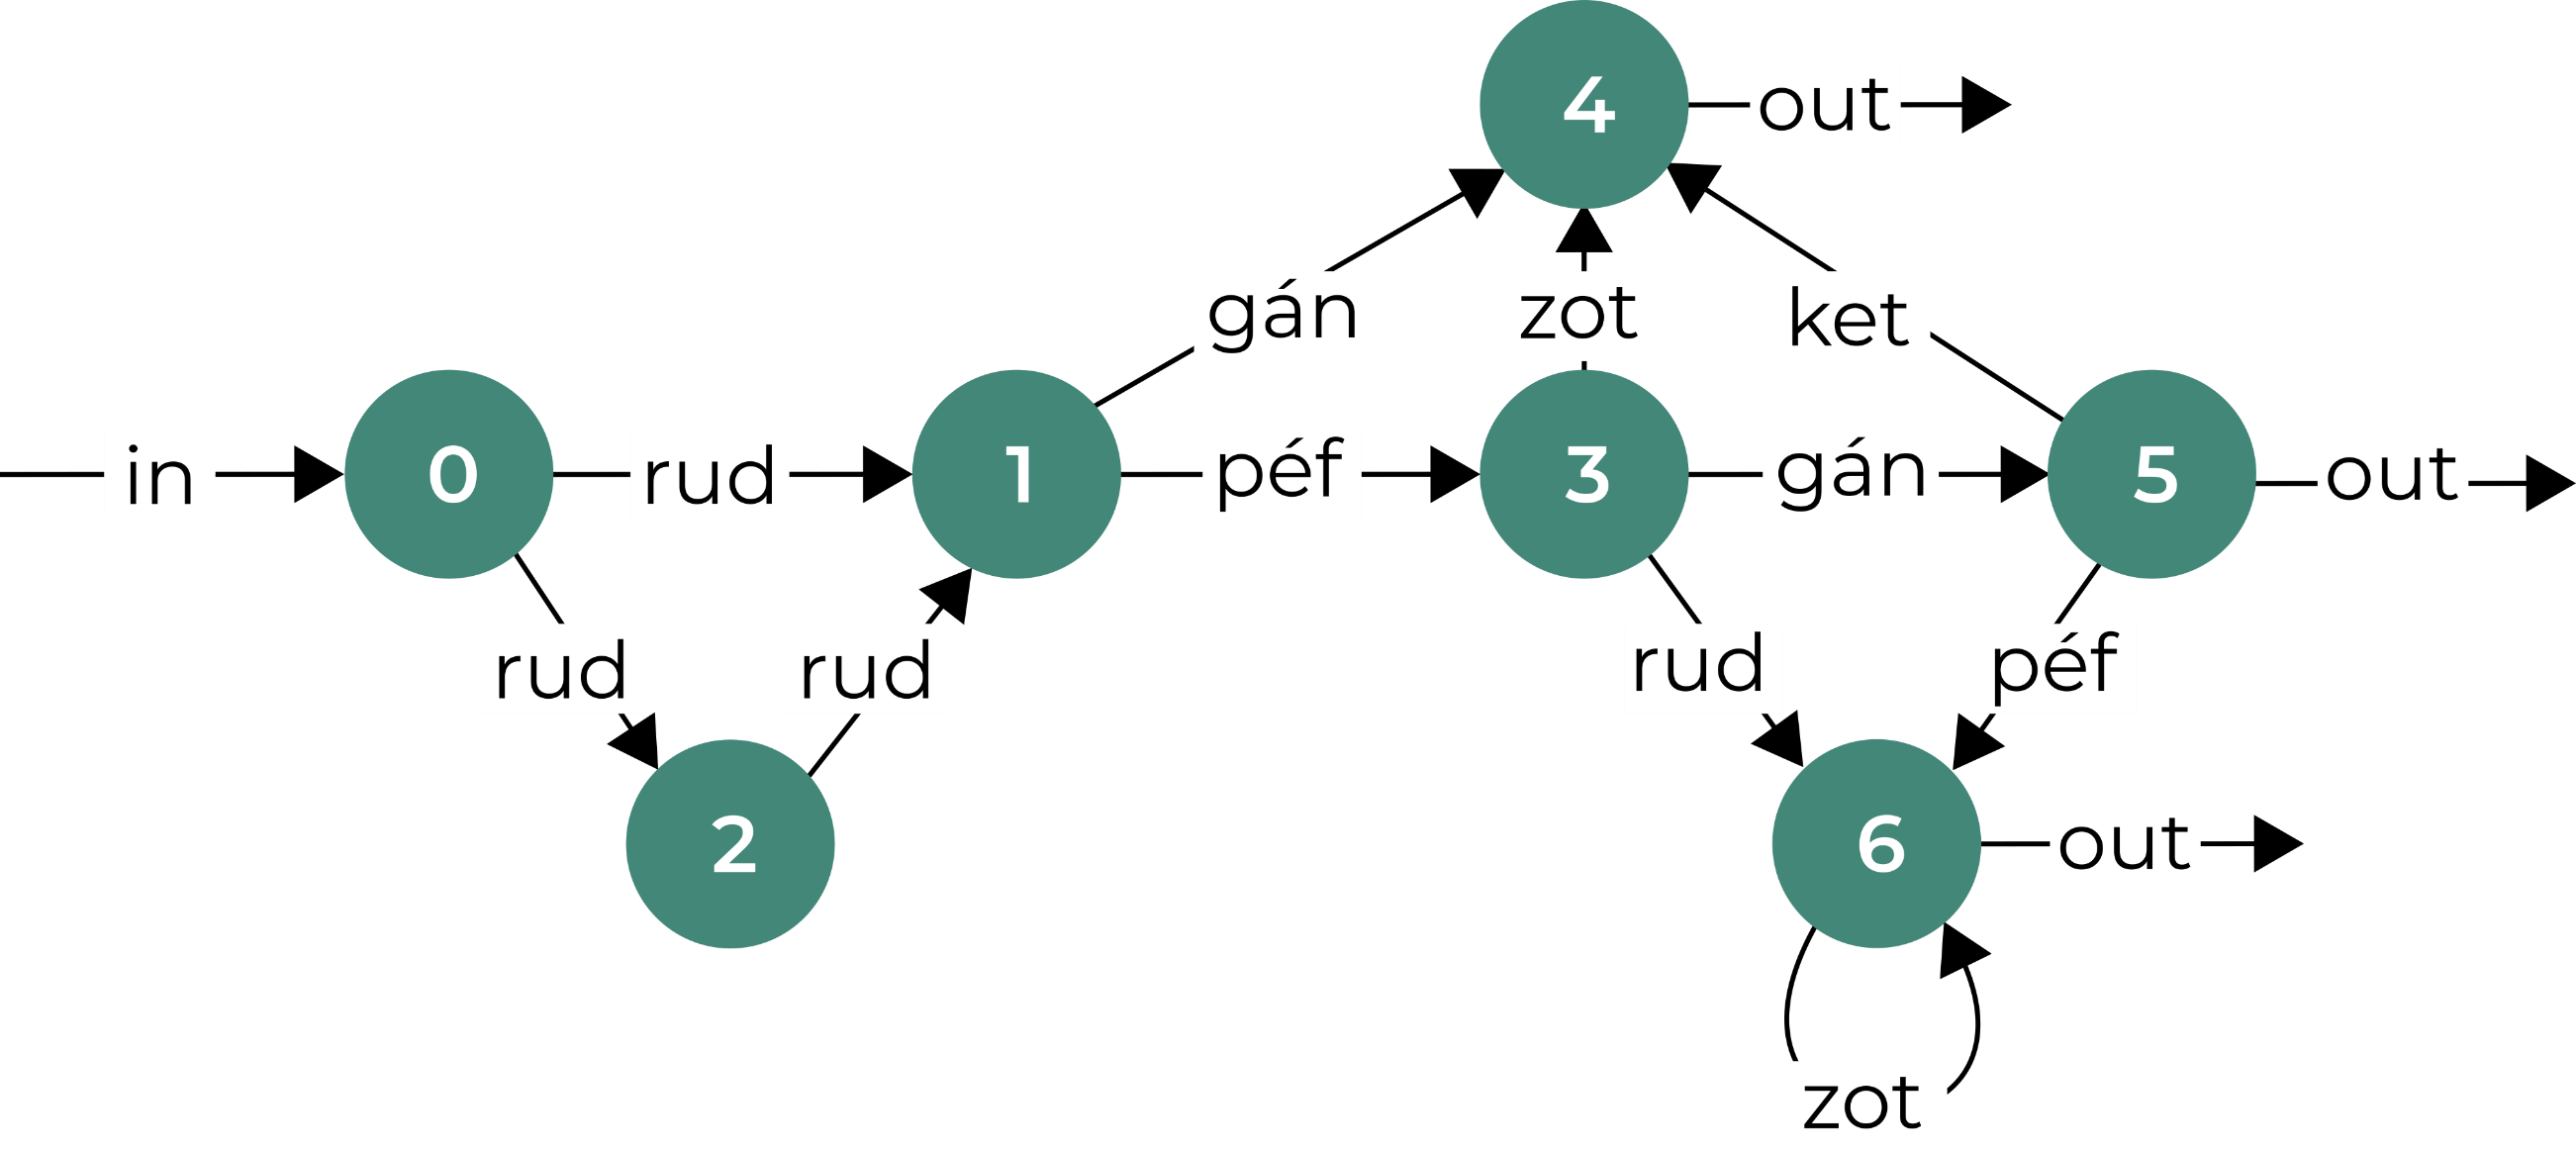 4 out
gán zot ket
in 0 rud 1 péf 3 gán 5 out
rud rud rud péf
2 6 out
zot